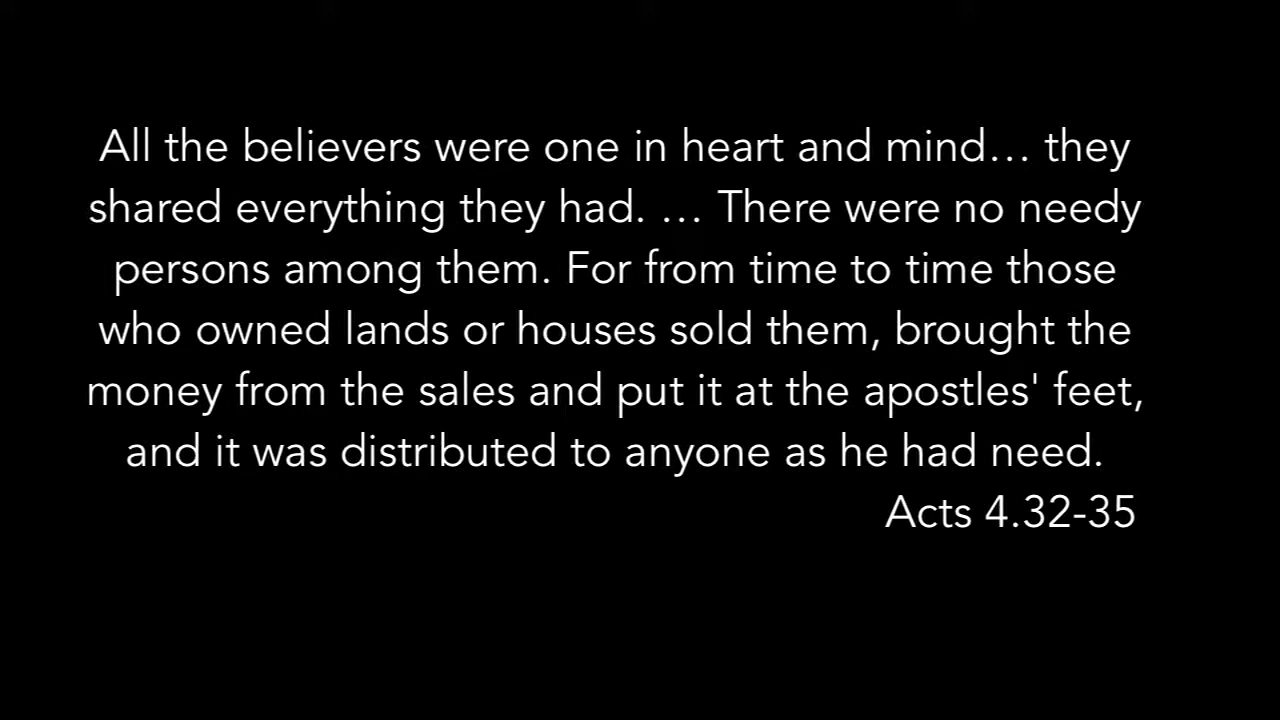 All the believers were one in heart and mind… they
shared everything they had. … There were no needy
persons among them. For from time to time those
who owned lands or houses sold them, brought the
money from the sales and put it at the apostles' feet,
and it was distributed to anyone as he had need.
Acts 4.32-35